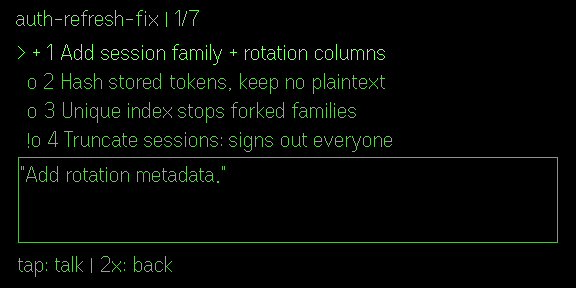 auth-refresh-fix | 1/7
> + 1 Add session family + rotation columns
o 2 Hash stored tokens, keep no plaintext
o 3 Unique index stops forked families
!o 4 Truncate sessions: signs out everyone
"Add rotation metadata."
tap: talk | 2x: back